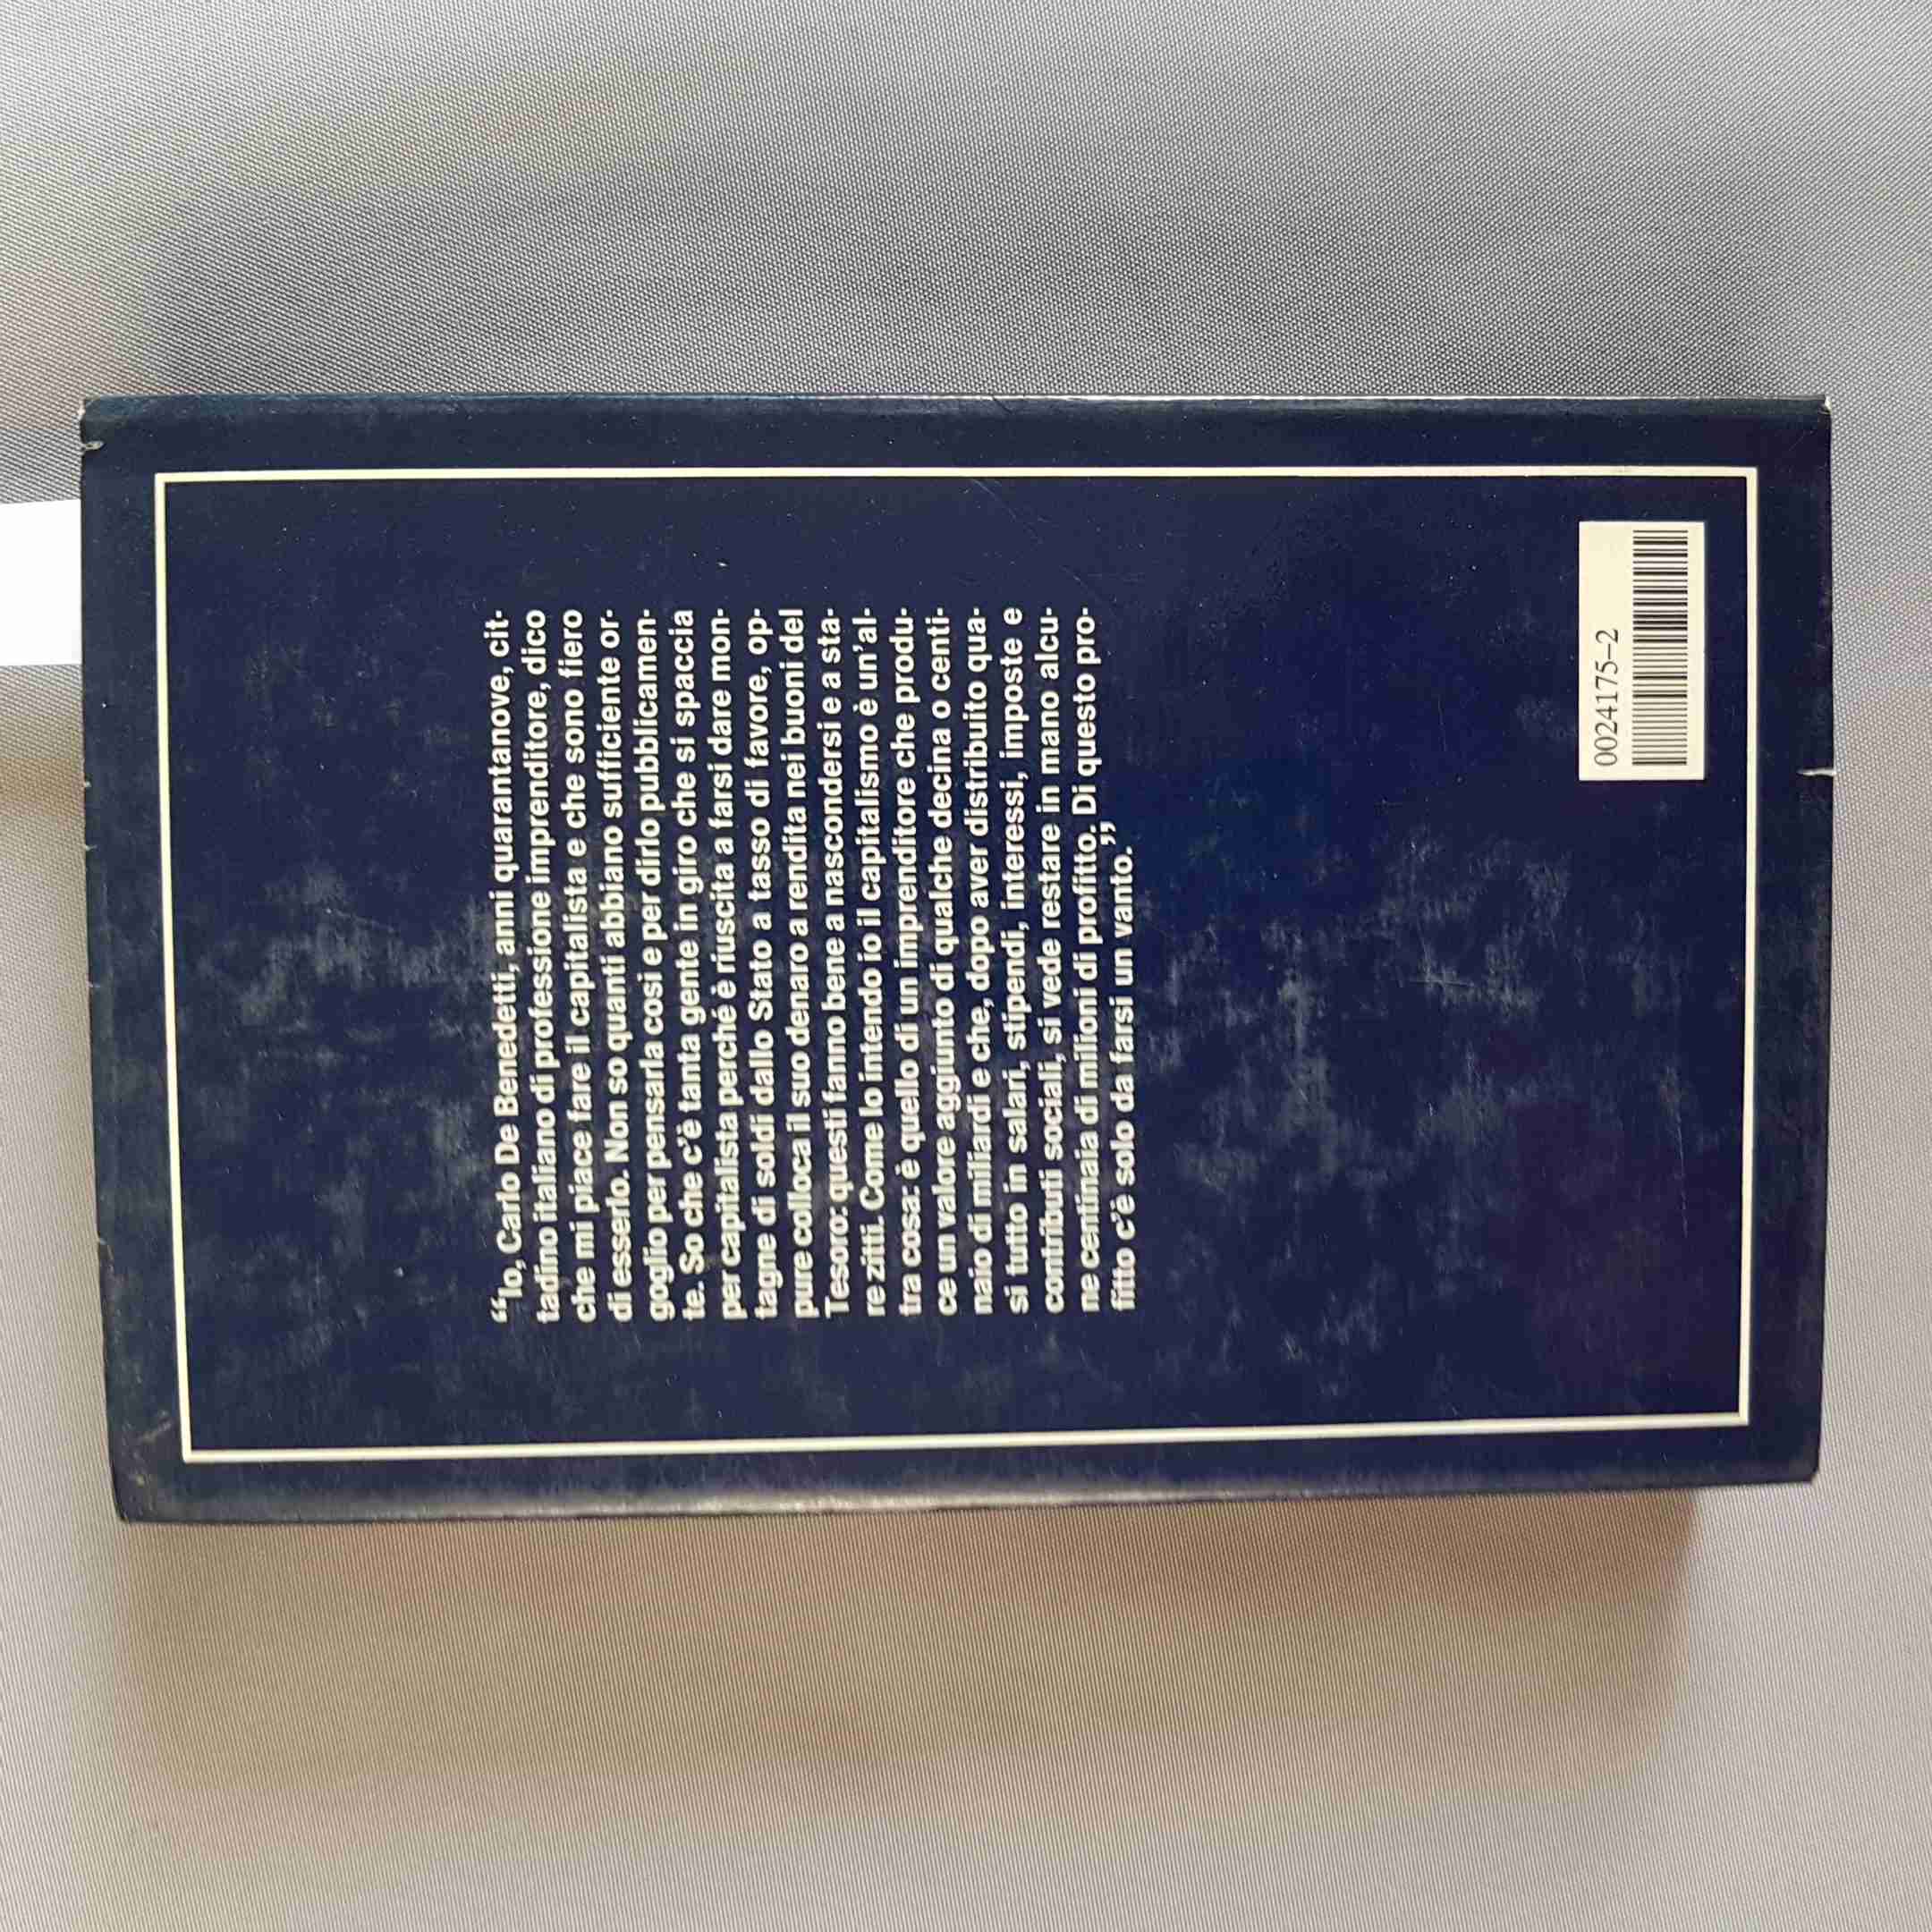 “Io, Carlo De Benedetti, anni quarantanove, cit-
tadino italiano di professione imprenditore, dico
che mi piace fare il capitalista e che sono fiero
di esserlo. Non so quanti abbiano sufficiente or-
goglio per pensarla così e per dirlo pubblicamen-
te. So che c'è tanta gente in giro che si spaccia
per capitalista perché è riuscita a farsi dare mon-
tagne di soldi dallo Stato a tasso di favore, op-
pure colloca il suo denaro a rendita nei buoni del
Tesoro: questi fanno bene a nascondersi e a sta-
re zitti. Come lo intendo io il capitalismo è un'al-
tra cosa: è quello di un imprenditore che produ-
ce un valore aggiunto di qualche decina o centi-
naio di miliardi e che, dopo aver distribuito qua-
si tutto in salari, stipendi, interessi, imposte e
contributi sociali, si vede restare in mano alcu-
ne centinaia di milioni di profitto. Di questo pro-
fitto c'è solo da farsi un vanto.”
0024175-2